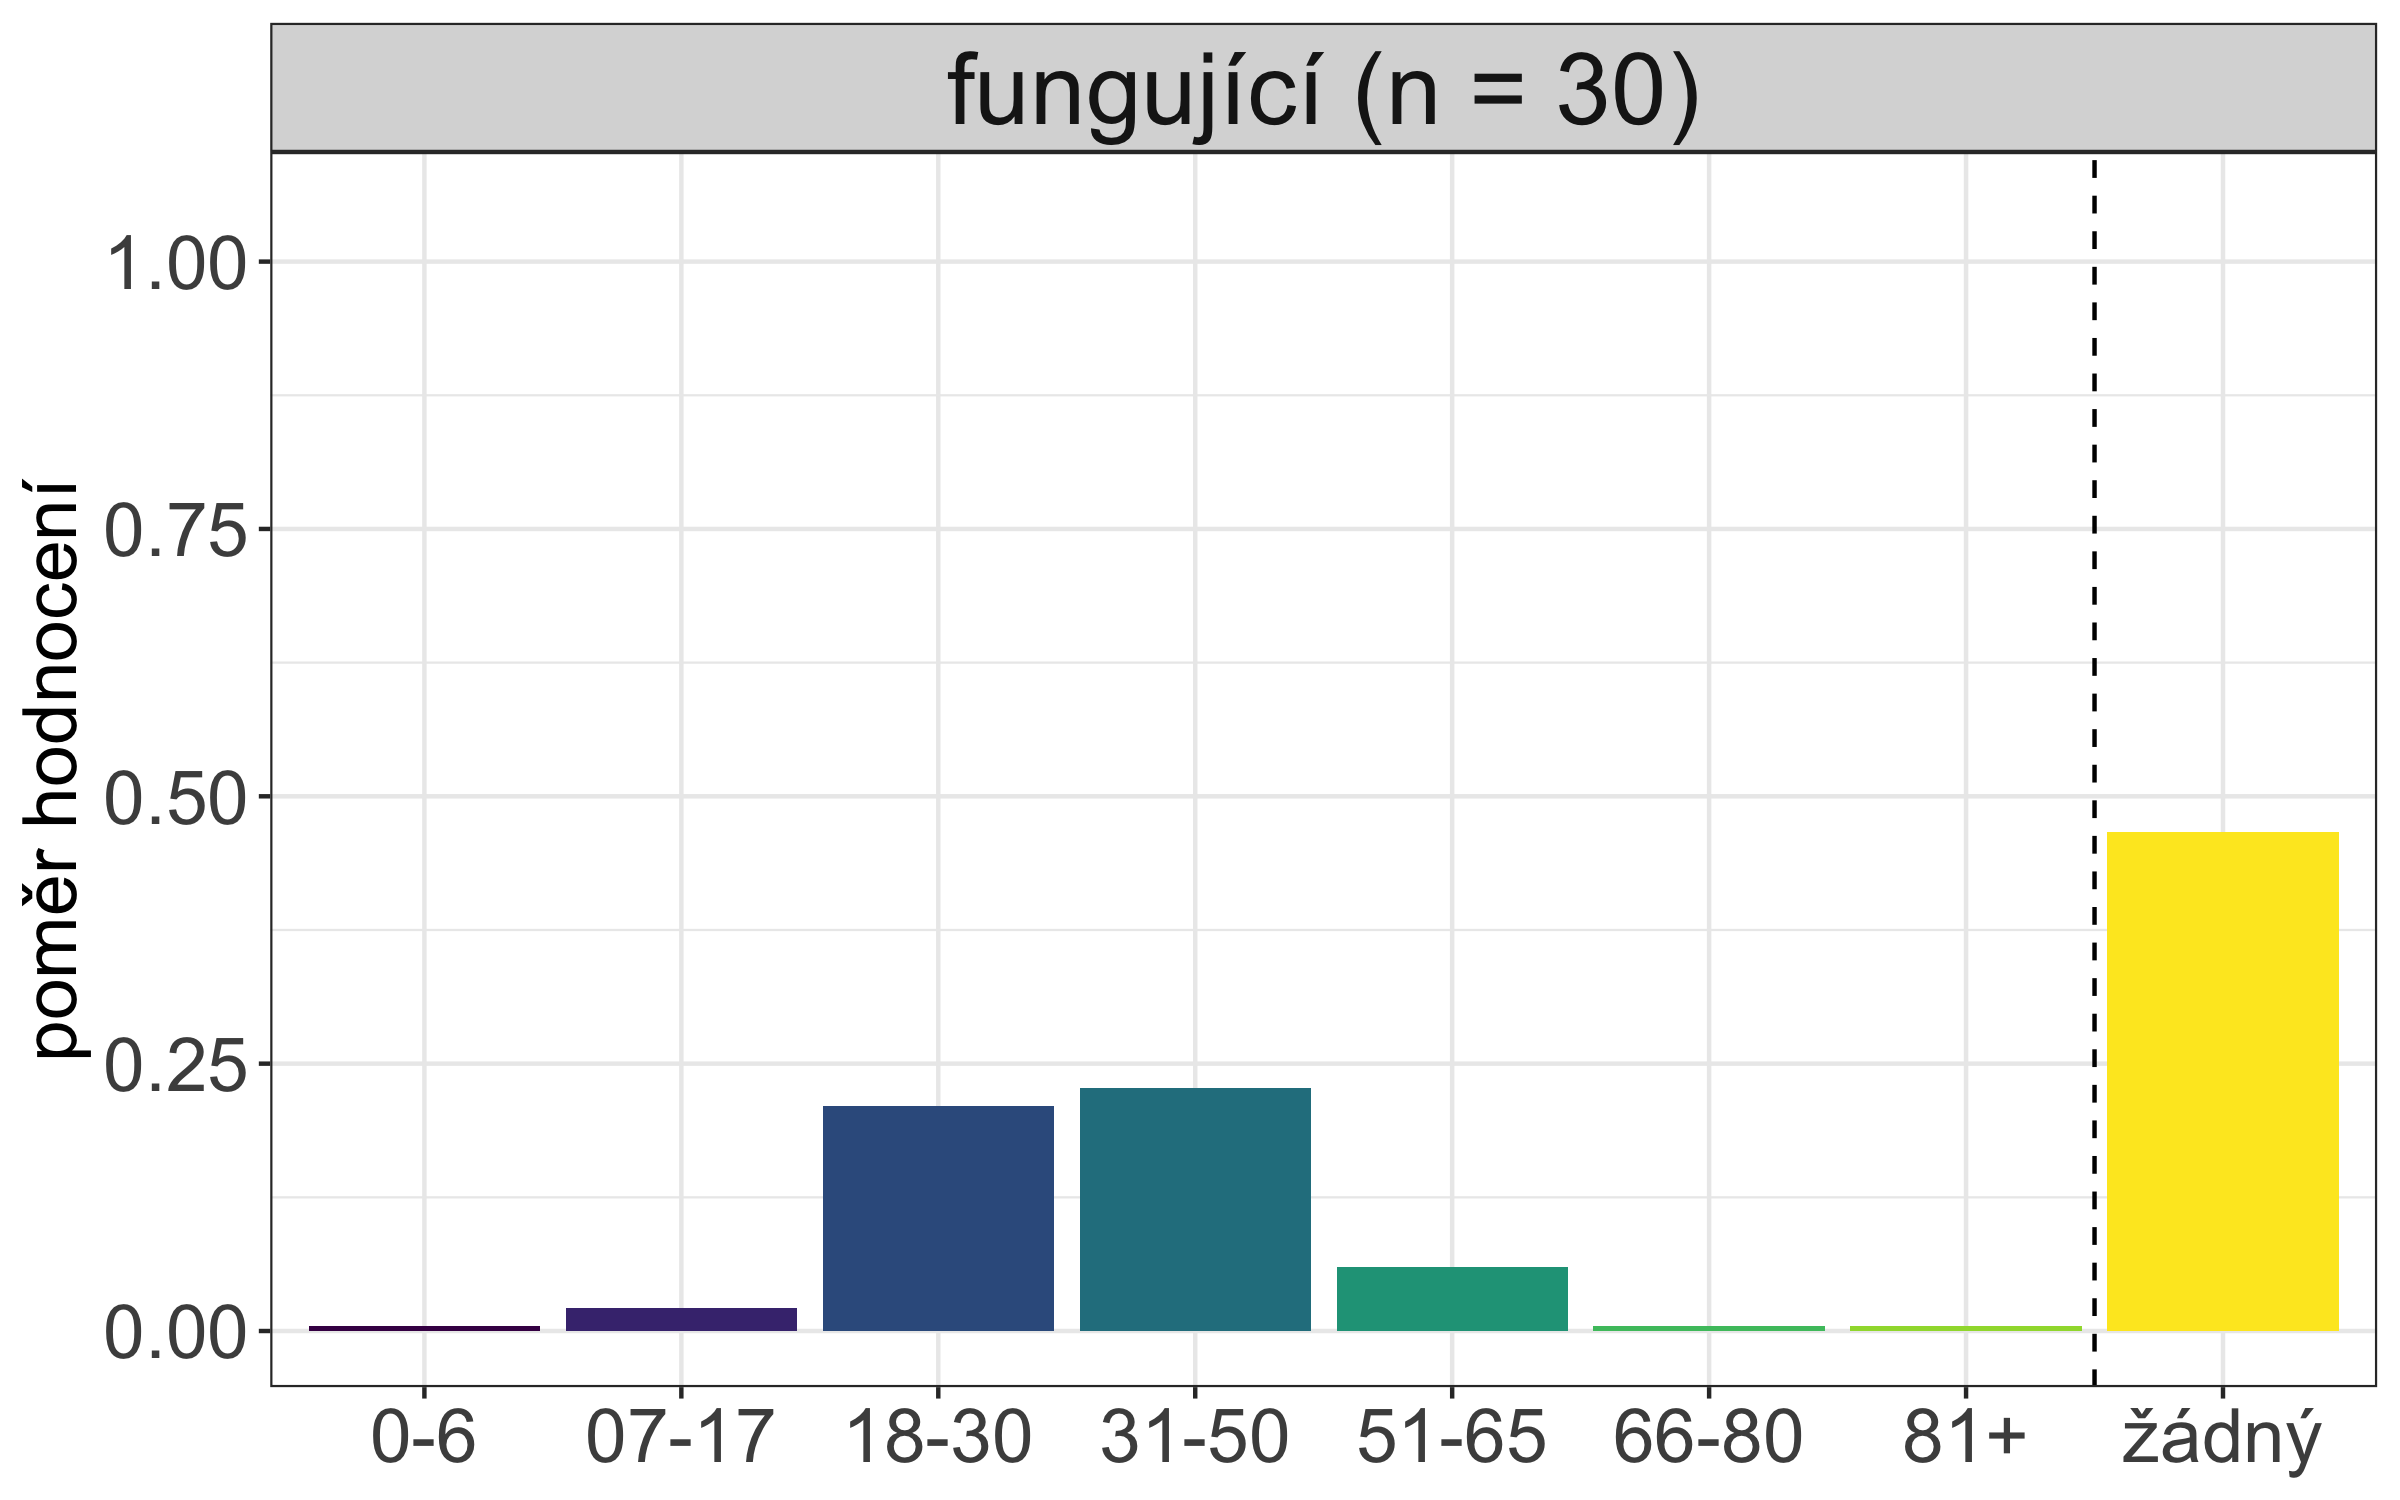 fungující (n = 30)
poměr hodnocení
1.00
0.75
0.50
0.25
0.00
0-6 07-17 18-30 31-50 51-65 66-80 81+ žádný